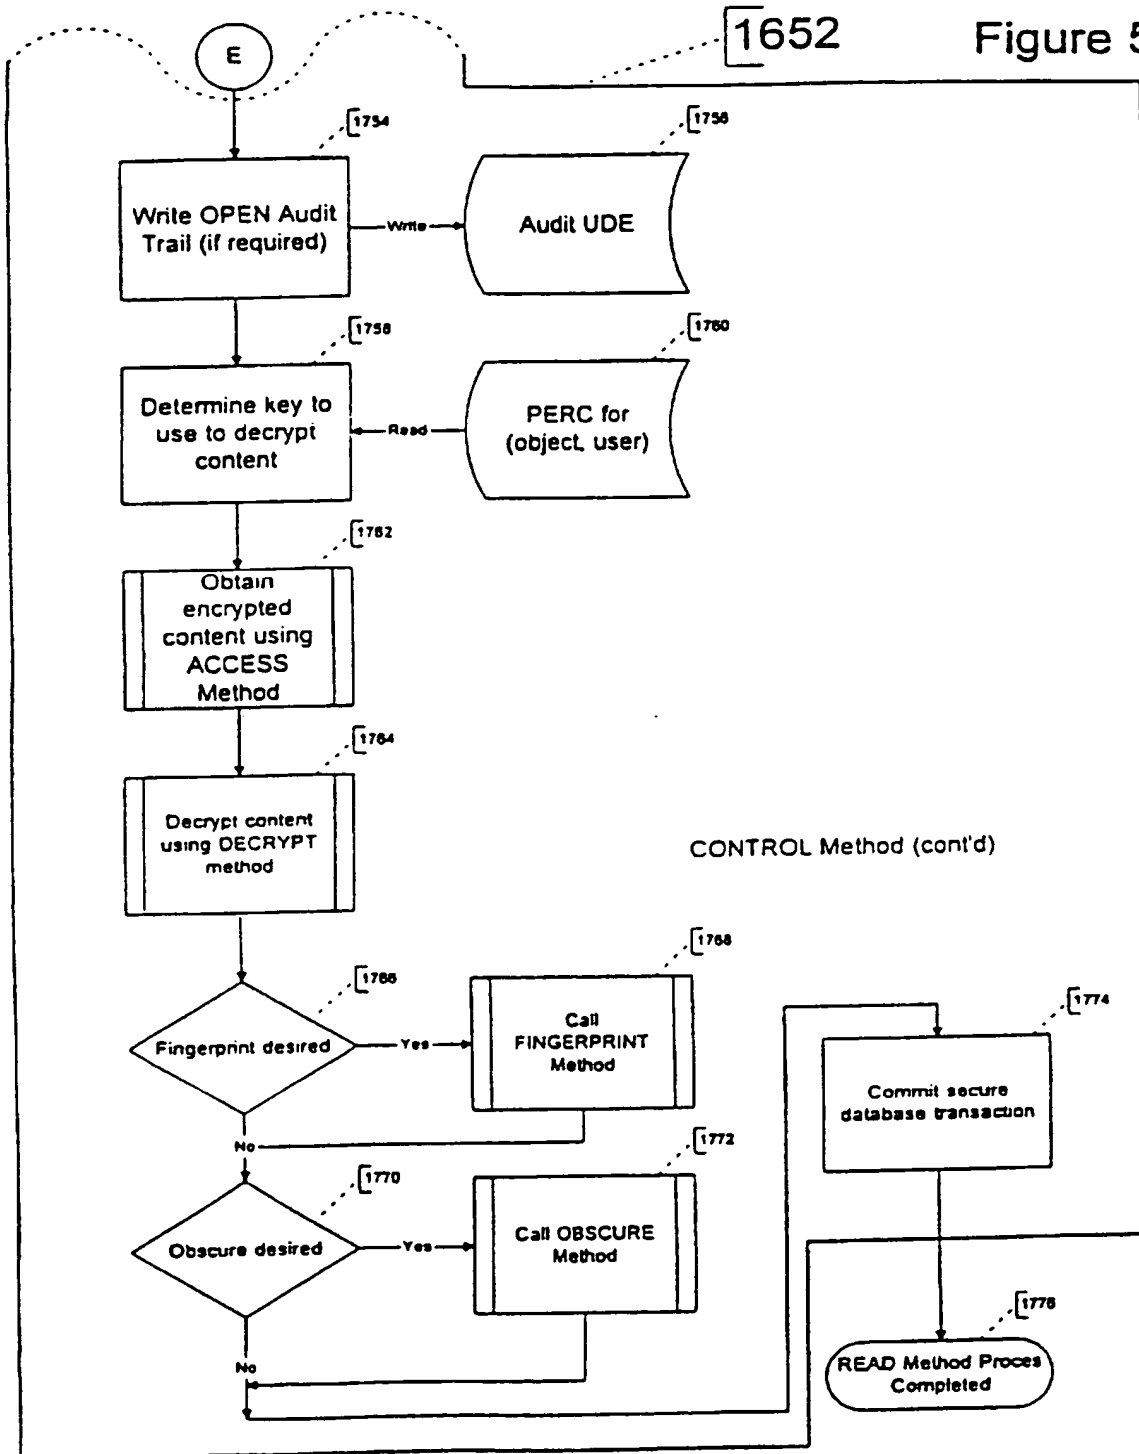 1652
Figure 5
E
1754
1756
Write OPEN Audit
Trail (if required)
Write
Audit UDE
1758
1760
Determine key to
use to decrypt
content
Read
PERC for
(object, user)
1762
Obtain
encrypted
content using
ACCESS
Method
1764
Decrypt content
using DECRYPT
method
CONTROL Method (cont'd)
1766
1768
Fingerprint desired
Yes
Call
FINGERPRINT
Method
1774
Commit secure
database transaction
No
1770
1772
Obscure desired
Yes
Call OBSCURE
Method
No
1776
READ Method Proces
Completed